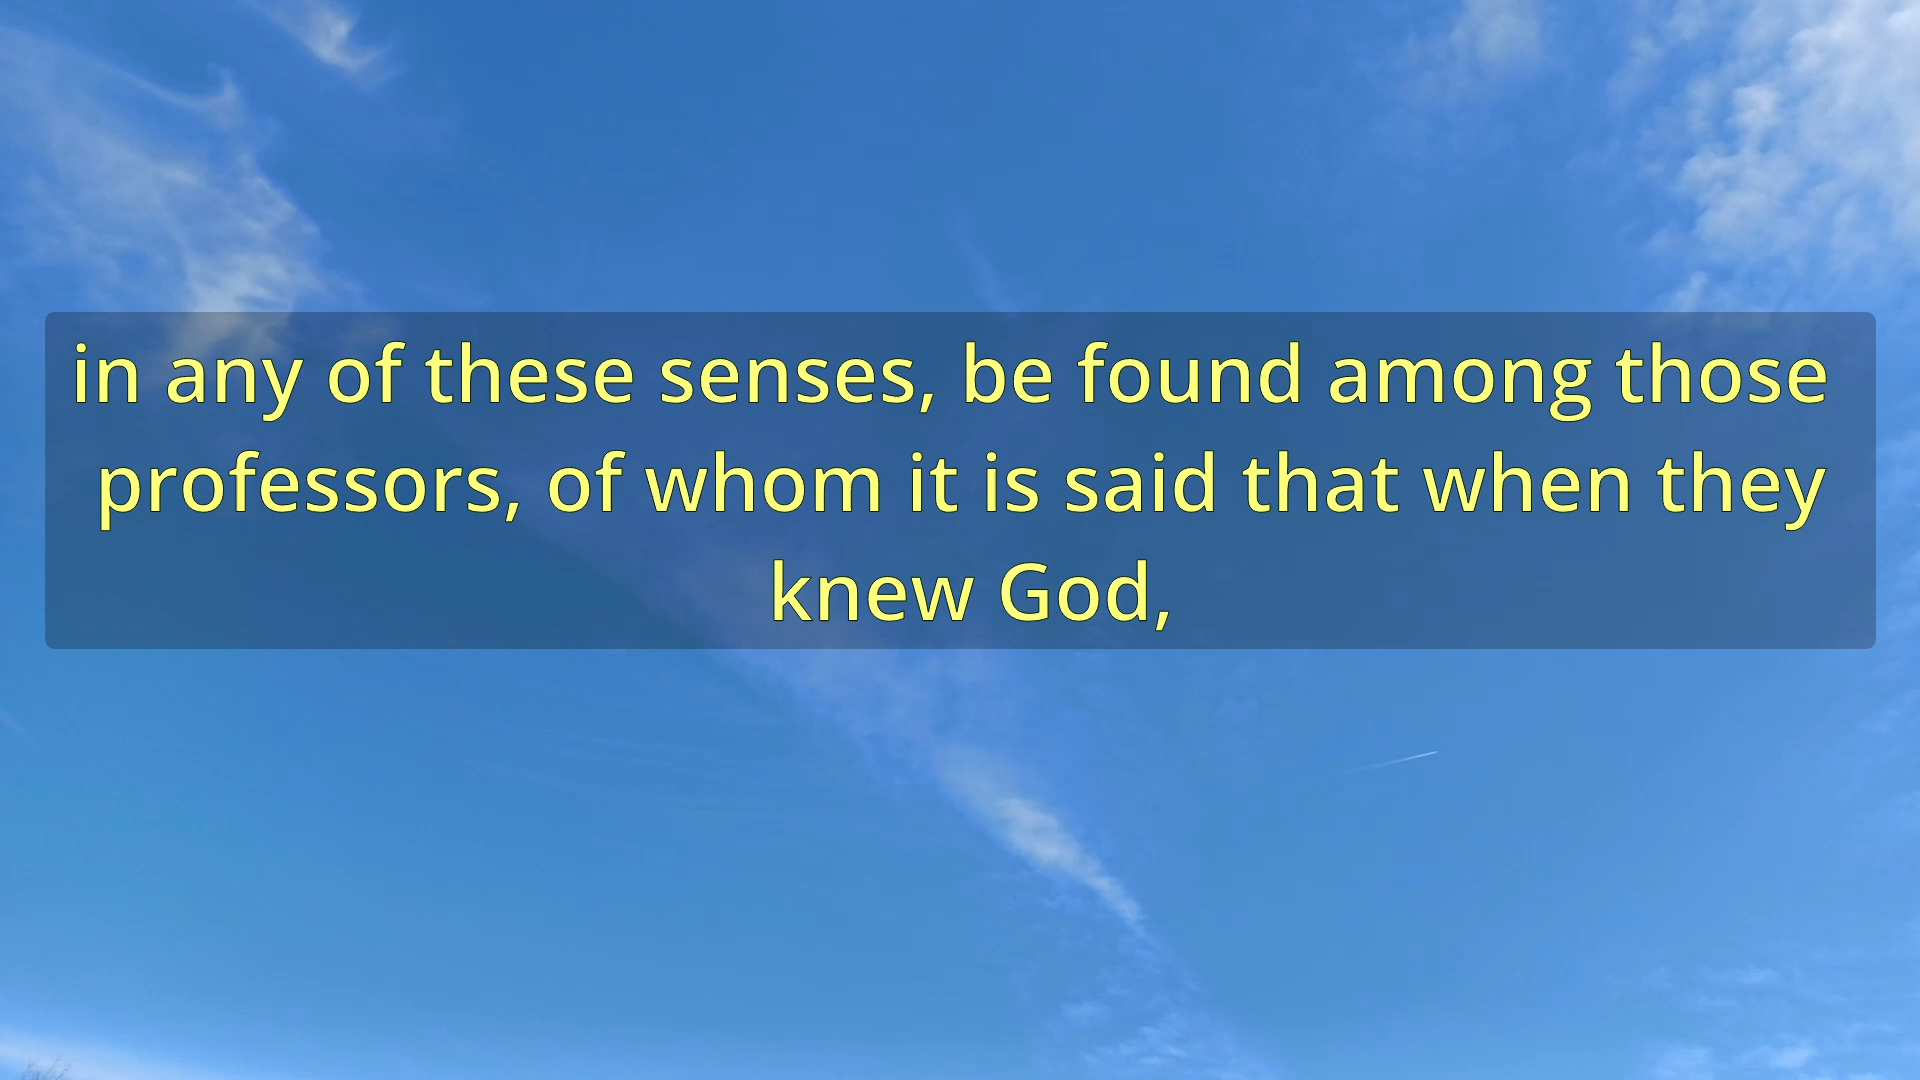 in any of these senses, be found among those
professors, of whom it is said that when they
knew God,